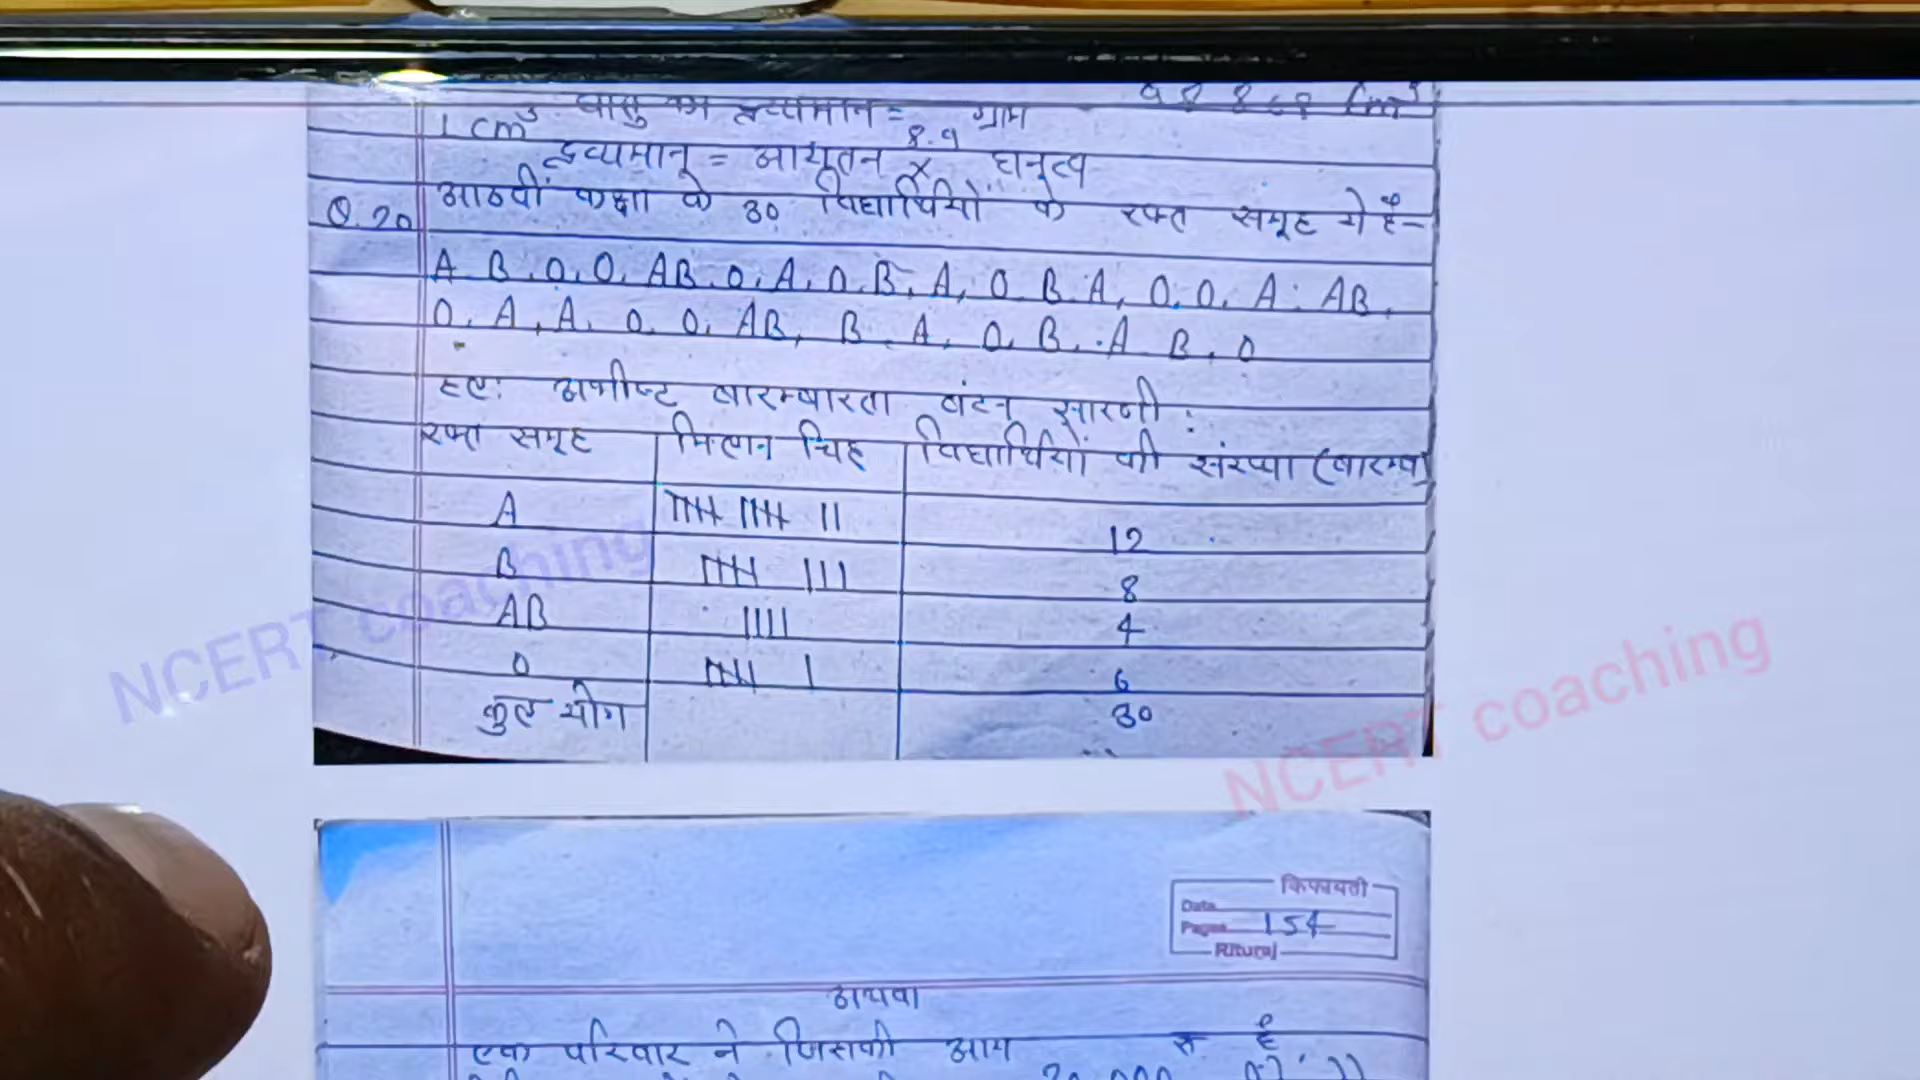 1 cm³ धातु का द्रव्यमान = 8.9 ग्राम
द्रव्यमान = आयतन × घनत्व
Q.20 आठवीं कक्षा के 30 विद्यार्थियों के रक्त समूह ये है-
A B, O, O, AB, O, A, O, B, A, O B A, O, O, A, AB,
O, A, A, O O, AB, B, A, O, B, A B, O
हल: अभीष्ट बारम्बारता बंटन सारणी :
रक्त समूह मिलान चिह्न विद्यार्थियों की संख्या (बारम्ब)
A |||| |||| || 12
B |||| ||| 8
AB |||| 4
O |||| | 6
कुल योग 30
NCERT coaching
NCERT coaching
किफायती
Date
Pages 154
Rituraj
अथवा
एक परिवार ने जिसकी आय रु है
20,000